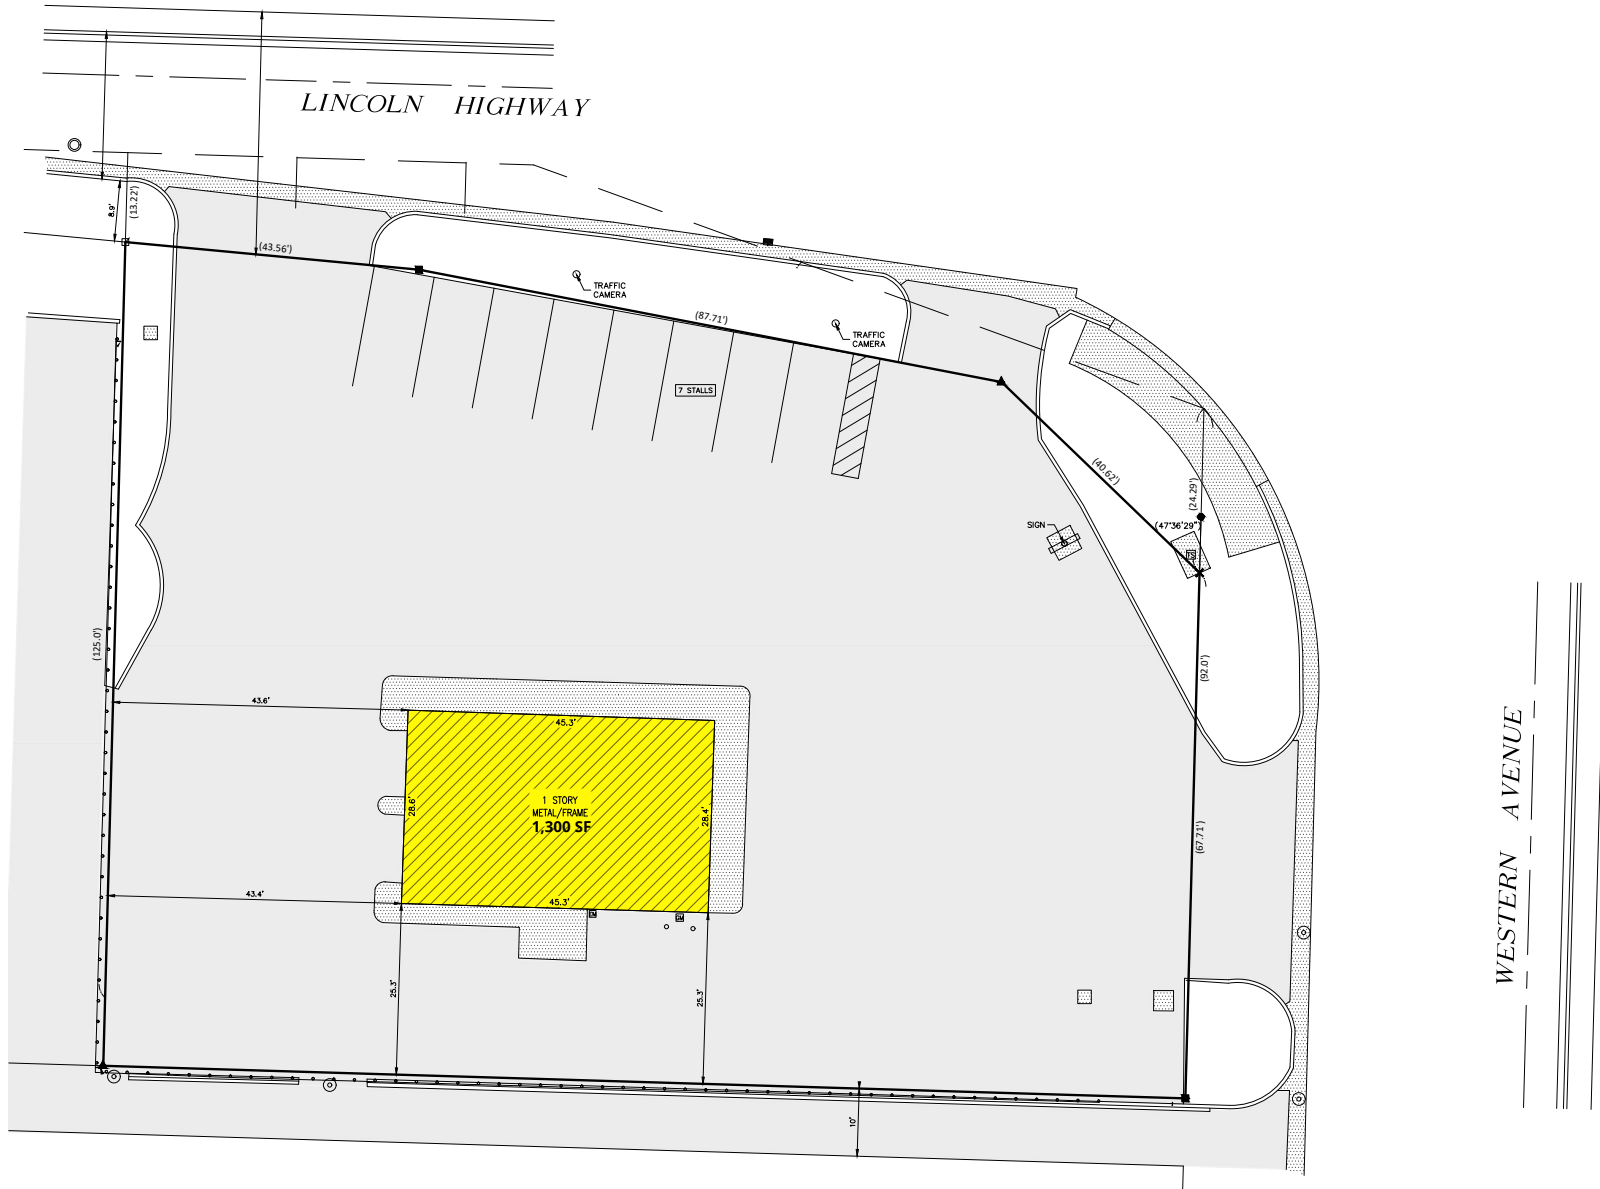 LINCOLN HIGHWAY
8.9'
(13.22')
(43.56')
TRAFFIC
CAMERA
(87.71')
TRAFFIC
CAMERA
7 STALLS
(40.62')
(24.29')
SIGN
(47°36'29")
(125.0')
(92.0')
43.6'
45.3'
28.6'
1 STORY
METAL/FRAME
1,300 SF
28.4'
(67.71')
WESTERN AVENUE
43.4'
45.3'
25.3'
25.3'
10'